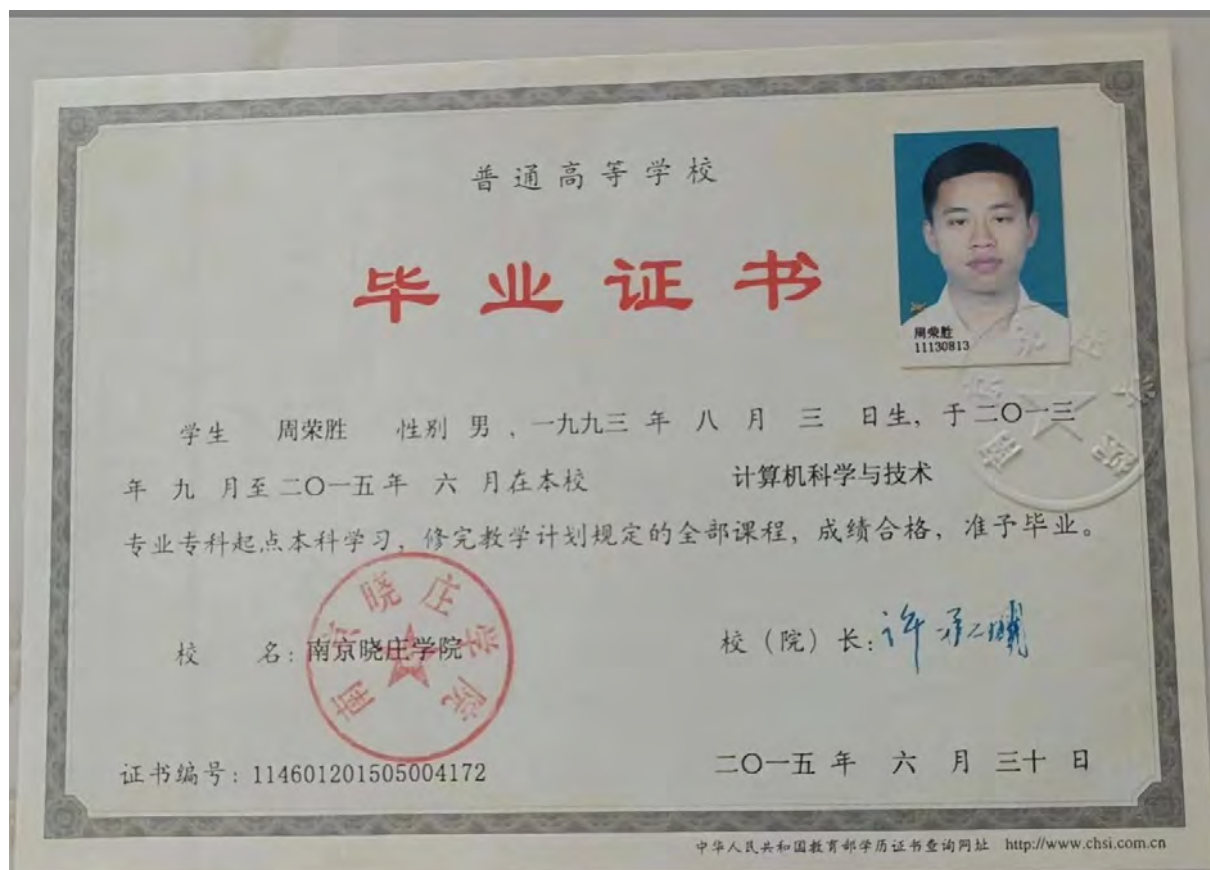 普通高等学校
毕业证书
周荣胜
11130813
学生 周荣胜 性别 男 ，一九九三 年 八 月 三 日生，于二〇一三
年 九 月至二〇一五年 六 月在本校 计算机科学与技术
专业专科起点本科学习，修完教学计划规定的全部课程，成绩合格，准予毕业。
南京晓庄学院
校 名：南京晓庄学院
校（院）长：许承明
证书编号：114601201505004172
二〇一五 年 六 月 三十 日
中华人民共和国教育部学历证书查询网址 http://www.chsi.com.cn